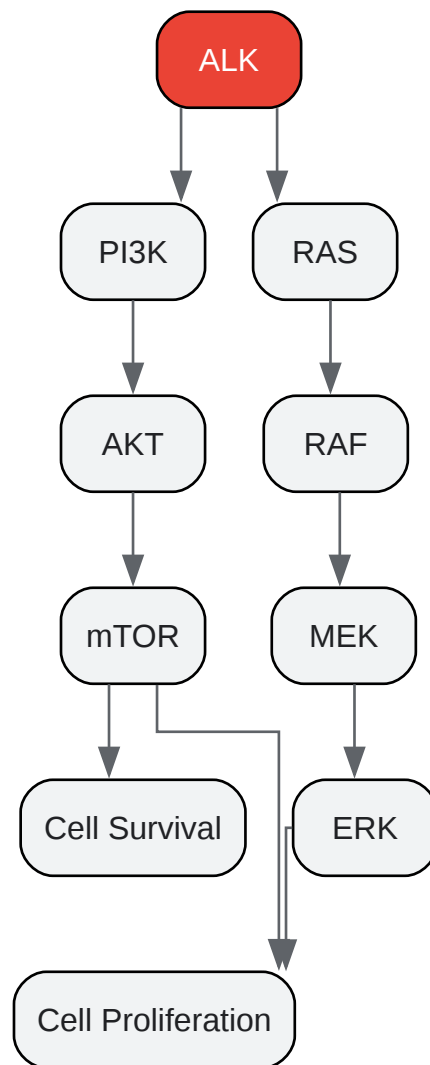 ALK
PI3K
RAS
AKT
RAF
mTOR
MEK
Cell Survival
ERK
Cell Proliferation